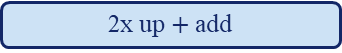 2x up + add